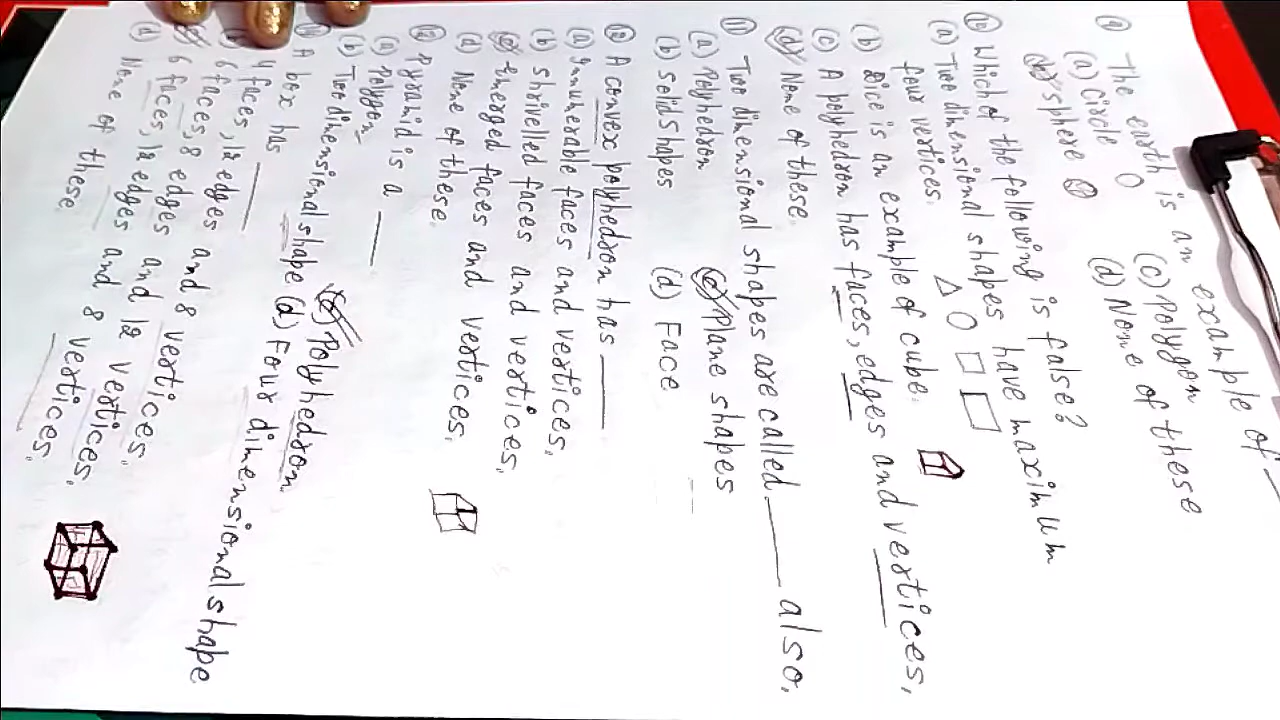 ⑨ The earth is an example of __
(a) Circle (c) Polygon
(b) sphere (d) None of these
⑩ Which of the following is false?
(a) Two dimensional shapes have maximum
four vertices.
(b) Dice is an example of cube.
(c) A polyhedron has faces, edges and vertices,
(d) None of these.
⑪ Two dimensional shapes are called ____ also.
(a) Polyhedron (c) Plane shapes
(b) solid shapes (d) Face
⑫ A convex polyhedron has ____
(a) Innumerable faces and vertices,
(b) shrivelled faces and vertices,
(c) emerged faces and vertices,
(d) None of these.
Pyramid is a ____
(a) Polygon (c) Polyhedron
(b) Two dimensional shape (d) Four dimensional shape
A box has ____
4 faces, 12 edges and 8 vertices
6 faces, 8 edges and 12 vertices.
6 faces, 12 edges and 8 vertices.
(d) None of these.